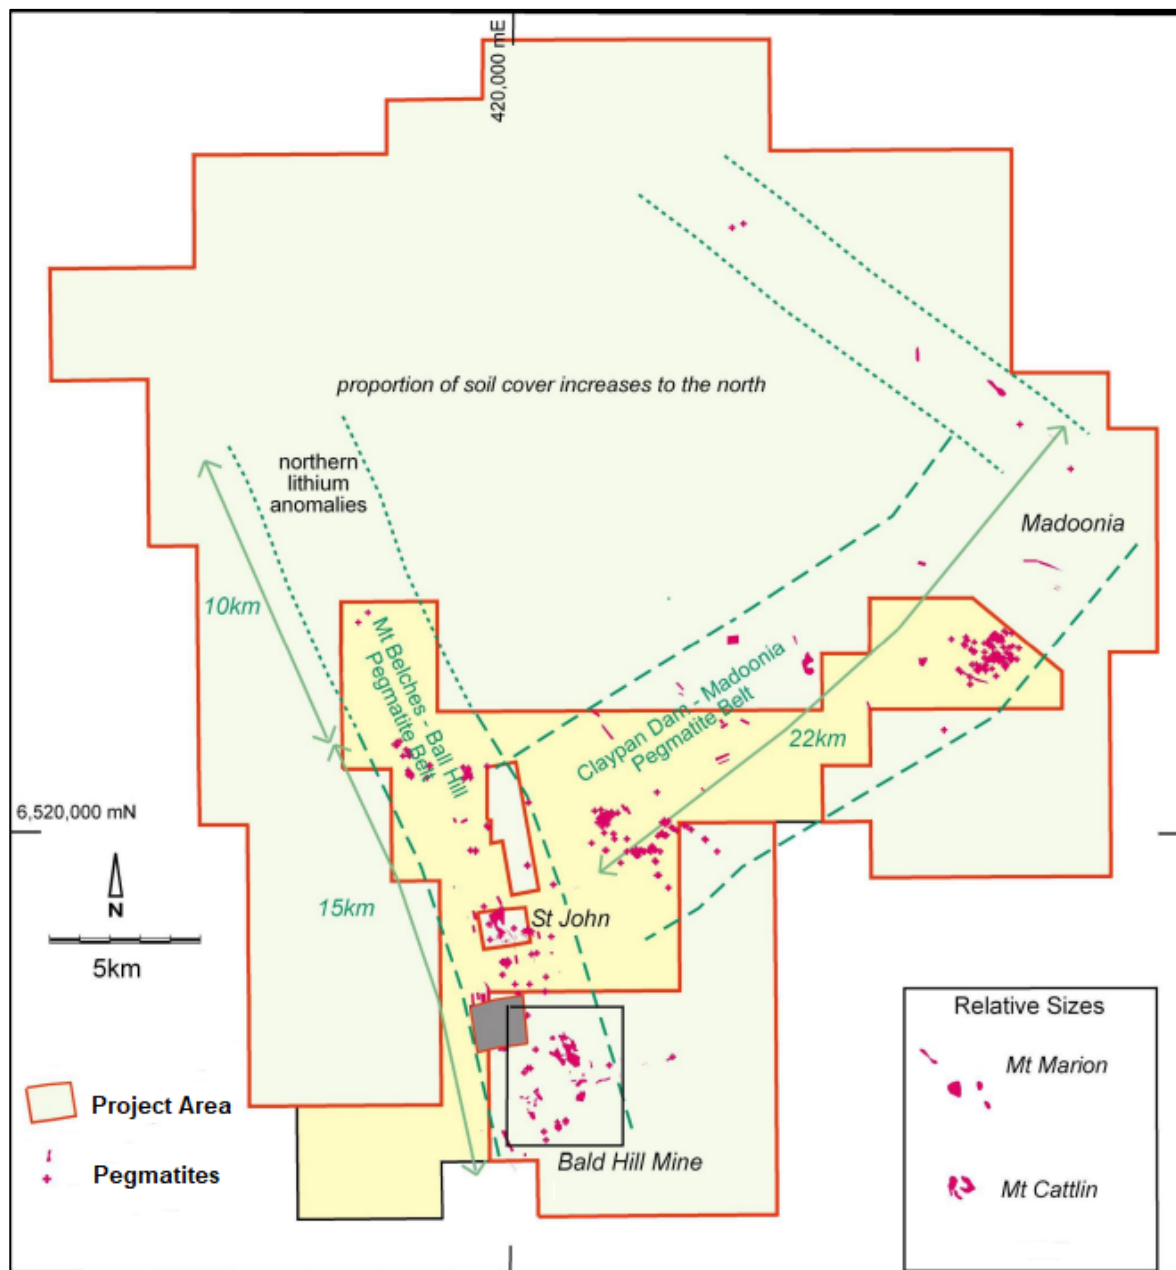 420,000 mE
proportion of soil cover increases to the north
northern
lithium
anomalies
Madoonia
10km
Mt Belches - Ball Hill
Pegmatite Belt
Claypan Dam - Madoonia
Pegmatite Belt
22km
6,520,000 mN
N
15km
St John
5km
Relative Sizes
Mt Marion
Project Area
Bald Hill Mine
Pegmatites
Mt Cattlin